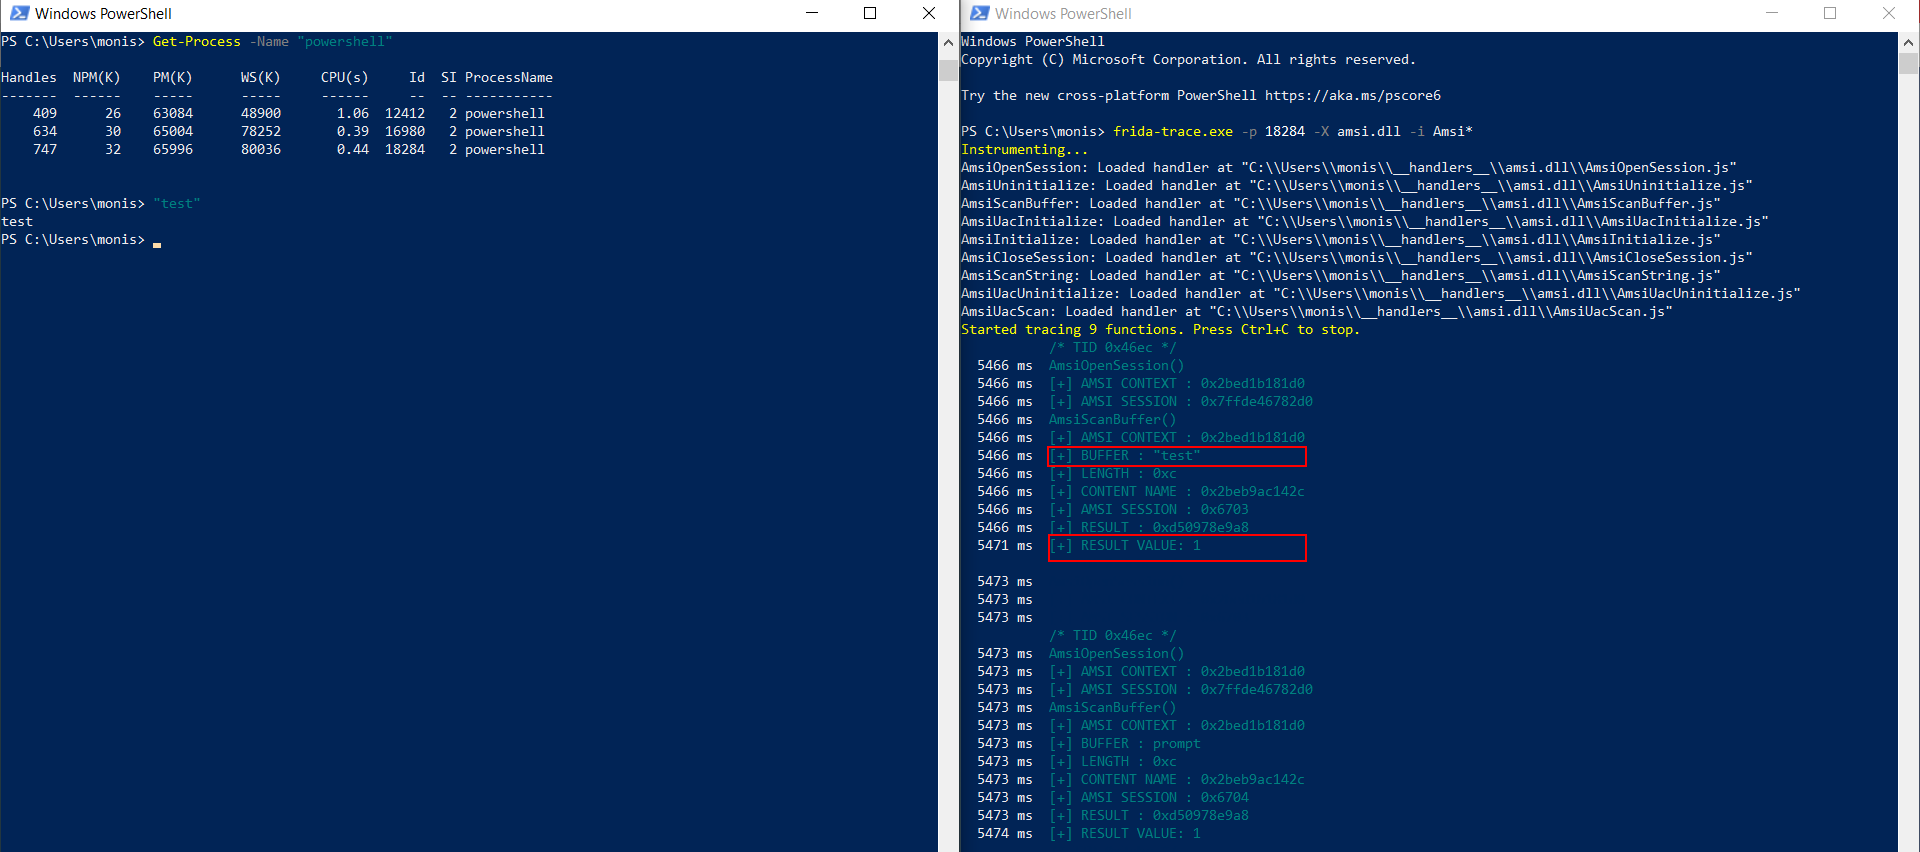 Windows PowerShell
PS C:\Users\monis> Get-Process -Name "powershell"
Handles  NPM(K)    PM(K)      WS(K)     CPU(s)     Id  SI ProcessName
-------  ------    -----      -----     ------     --  -- -----------
    409      26    63084      48900       1.06  12412   2 powershell
    634      30    65004      78252       0.39  16980   2 powershell
    747      32    65996      80036       0.44  18284   2 powershell
PS C:\Users\monis> "test"
test
PS C:\Users\monis>
Windows PowerShell
Windows PowerShell
Copyright (C) Microsoft Corporation. All rights reserved.
Try the new cross-platform PowerShell https://aka.ms/pscore6
PS C:\Users\monis> frida-trace.exe -p 18284 -X amsi.dll -i Amsi*
Instrumenting...
AmsiOpenSession: Loaded handler at "C:\\Users\\monis\\__handlers__\\amsi.dll\\AmsiOpenSession.js"
AmsiUninitialize: Loaded handler at "C:\\Users\\monis\\__handlers__\\amsi.dll\\AmsiUninitialize.js"
AmsiScanBuffer: Loaded handler at "C:\\Users\\monis\\__handlers__\\amsi.dll\\AmsiScanBuffer.js"
AmsiUacInitialize: Loaded handler at "C:\\Users\\monis\\__handlers__\\amsi.dll\\AmsiUacInitialize.js"
AmsiInitialize: Loaded handler at "C:\\Users\\monis\\__handlers__\\amsi.dll\\AmsiInitialize.js"
AmsiCloseSession: Loaded handler at "C:\\Users\\monis\\__handlers__\\amsi.dll\\AmsiCloseSession.js"
AmsiScanString: Loaded handler at "C:\\Users\\monis\\__handlers__\\amsi.dll\\AmsiScanString.js"
AmsiUacUninitialize: Loaded handler at "C:\\Users\\monis\\__handlers__\\amsi.dll\\AmsiUacUninitialize.js"
AmsiUacScan: Loaded handler at "C:\\Users\\monis\\__handlers__\\amsi.dll\\AmsiUacScan.js"
Started tracing 9 functions. Press Ctrl+C to stop.
           /* TID 0x46ec */
  5466 ms  AmsiOpenSession()
  5466 ms  [+] AMSI CONTEXT : 0x2bed1b181d0
  5466 ms  [+] AMSI SESSION : 0x7ffde46782d0
  5466 ms  AmsiScanBuffer()
  5466 ms  [+] AMSI CONTEXT : 0x2bed1b181d0
  5466 ms  [+] BUFFER : "test"
  5466 ms  [+] LENGTH : 0xc
  5466 ms  [+] CONTENT NAME : 0x2beb9ac142c
  5466 ms  [+] AMSI SESSION : 0x6703
  5466 ms  [+] RESULT : 0xd50978e9a8
  5471 ms  [+] RESULT VALUE: 1
  5473 ms
  5473 ms
  5473 ms
           /* TID 0x46ec */
  5473 ms  AmsiOpenSession()
  5473 ms  [+] AMSI CONTEXT : 0x2bed1b181d0
  5473 ms  [+] AMSI SESSION : 0x7ffde46782d0
  5473 ms  AmsiScanBuffer()
  5473 ms  [+] AMSI CONTEXT : 0x2bed1b181d0
  5473 ms  [+] BUFFER : prompt
  5473 ms  [+] LENGTH : 0xc
  5473 ms  [+] CONTENT NAME : 0x2beb9ac142c
  5473 ms  [+] AMSI SESSION : 0x6704
  5473 ms  [+] RESULT : 0xd50978e9a8
  5474 ms  [+] RESULT VALUE: 1